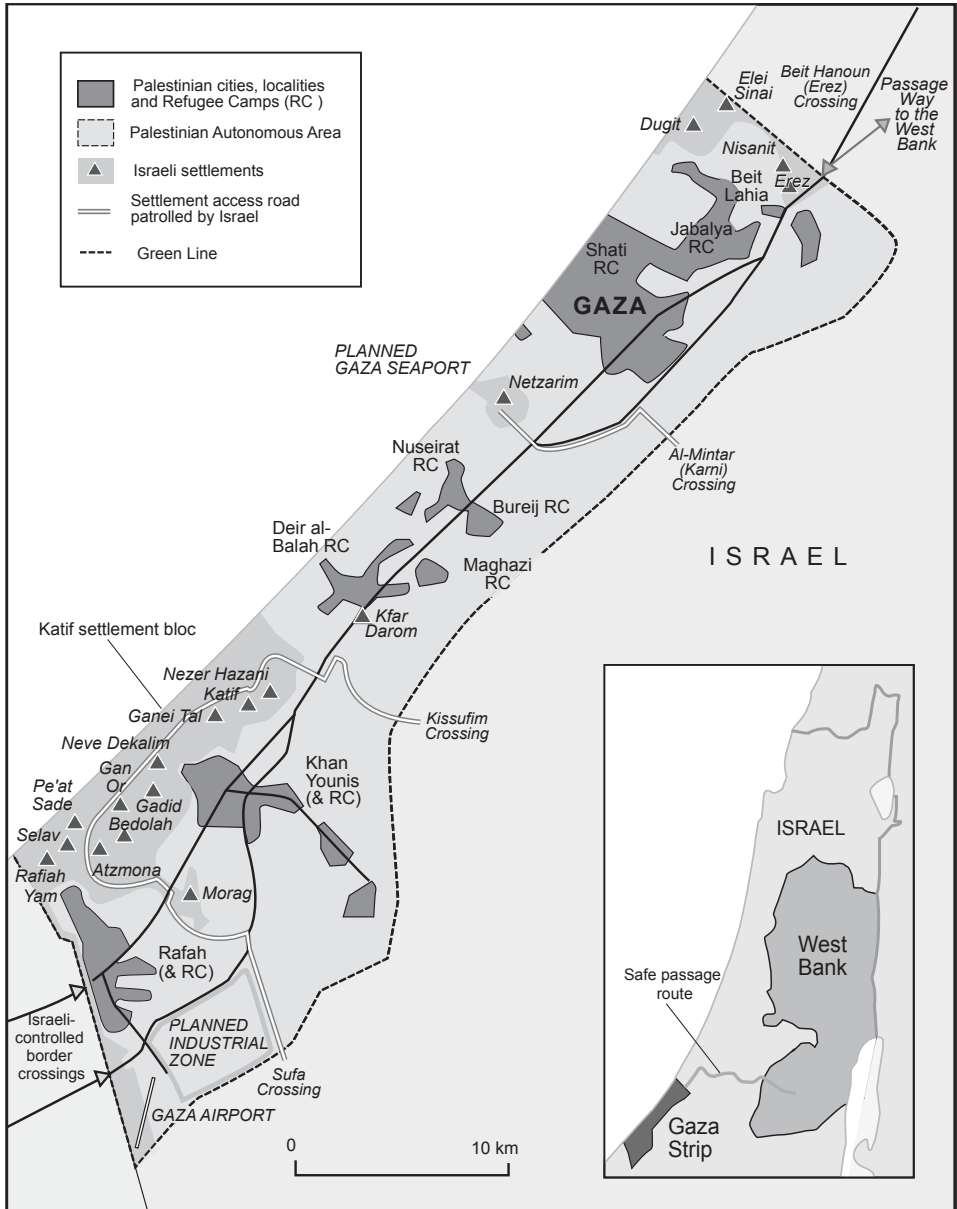 Palestinian cities, localities
and Refugee Camps (RC )
Palestinian Autonomous Area
Israeli settlements
Settlement access road
patrolled by Israel
Green Line
Elei
Sinai
Beit Hanoun
(Erez)
Crossing
Passage
Way
to the
West
Bank
Dugit
Nisanit
Erez
Beit
Lahia
Jabalya
RC
Shati
RC
GAZA
PLANNED
GAZA SEAPORT
Netzarim
Al-Mintar
(Karni)
Crossing
Nuseirat
RC
Bureij RC
Deir al-
Balah RC
Maghazi
RC
ISRAEL
Kfar
Darom
Katif settlement bloc
Nezer Hazani
Katif
Ganei Tal
Kissufim
Crossing
Neve Dekalim
Gan
Or
Khan
Younis
(& RC)
Pe'at
Sade
Gadid
Bedolah
Selav
Atzmona
Rafiah
Yam
Morag
Rafah
(& RC)
Israeli-
controlled
border
crossings
PLANNED
INDUSTRIAL
ZONE
Sufa
Crossing
GAZA AIRPORT
0
10 km
ISRAEL
West
Bank
Safe passage
route
Gaza
Strip